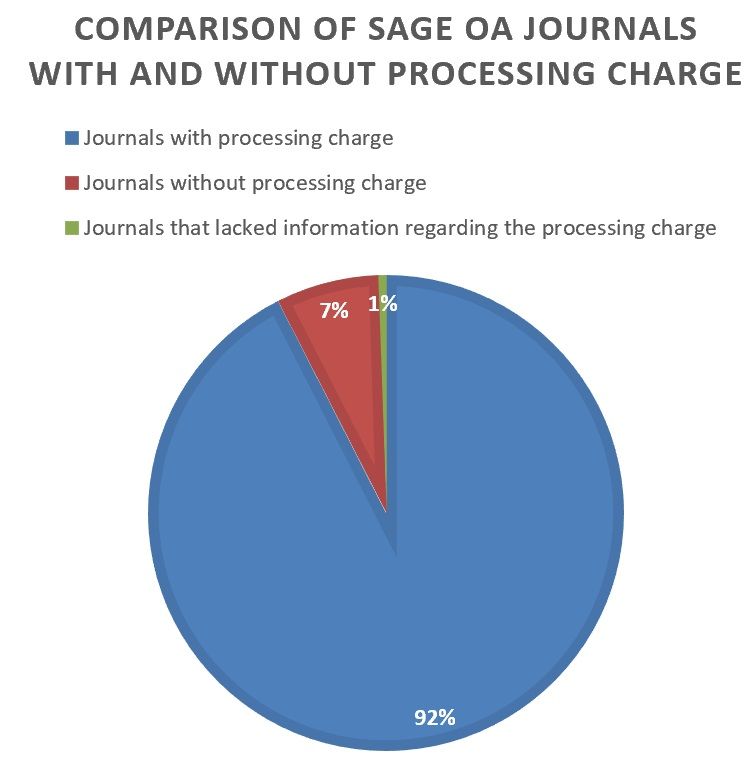 COMPARISON OF SAGE OA JOURNALS
WITH AND WITHOUT PROCESSING CHARGE
Journals with processing charge
Journals without processing charge
Journals that lacked information regarding the processing charge
7%
1%
92%